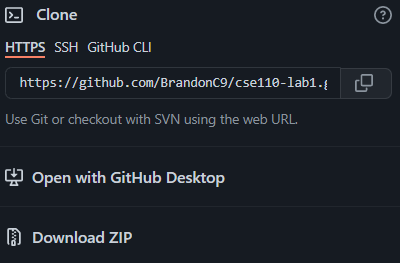 Clone
HTTPS SSH GitHub CLI
https://github.com/BrandonC9/cse110-lab1.g
Use Git or checkout with SVN using the web URL.
Open with GitHub Desktop
Download ZIP